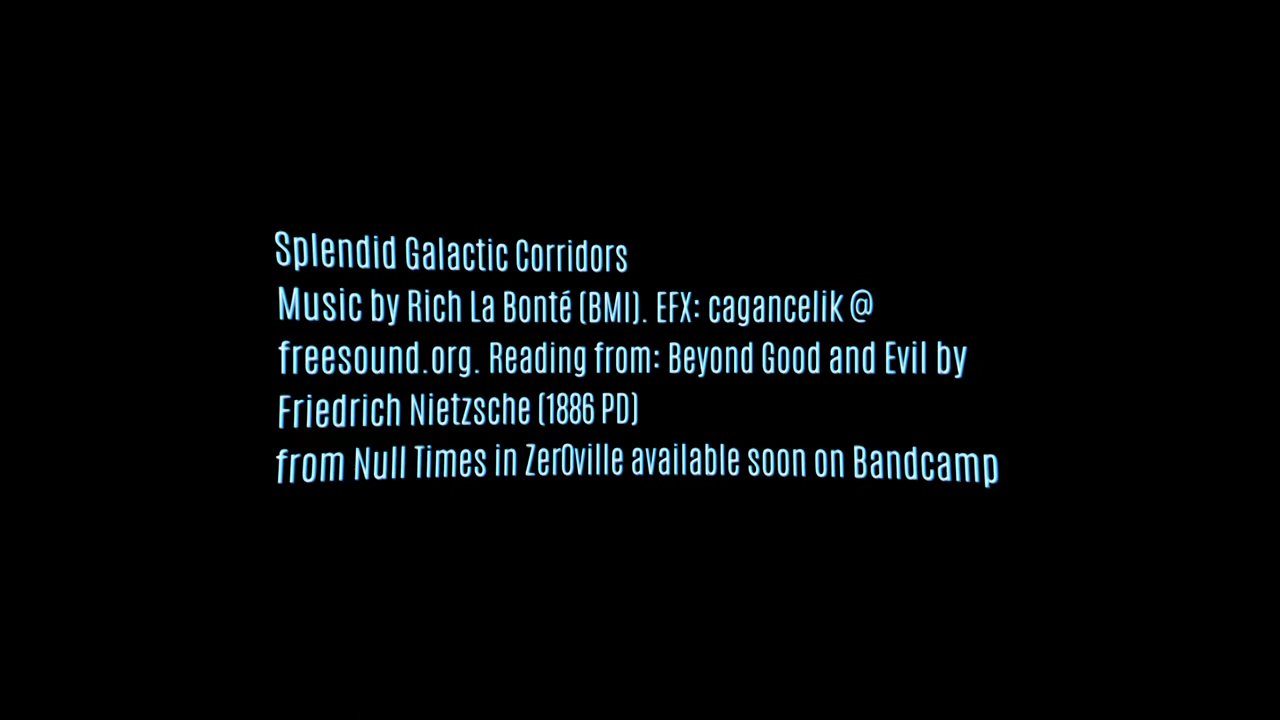 Splendid Galactic Corridors
Music by Rich La Bonté (BMI). EFX: cagancelik @
freesound.org. Reading from: Beyond Good and Evil by
Friedrich Nietzsche (1886 PD)
from Null Times in Zer0ville available soon on Bandcamp